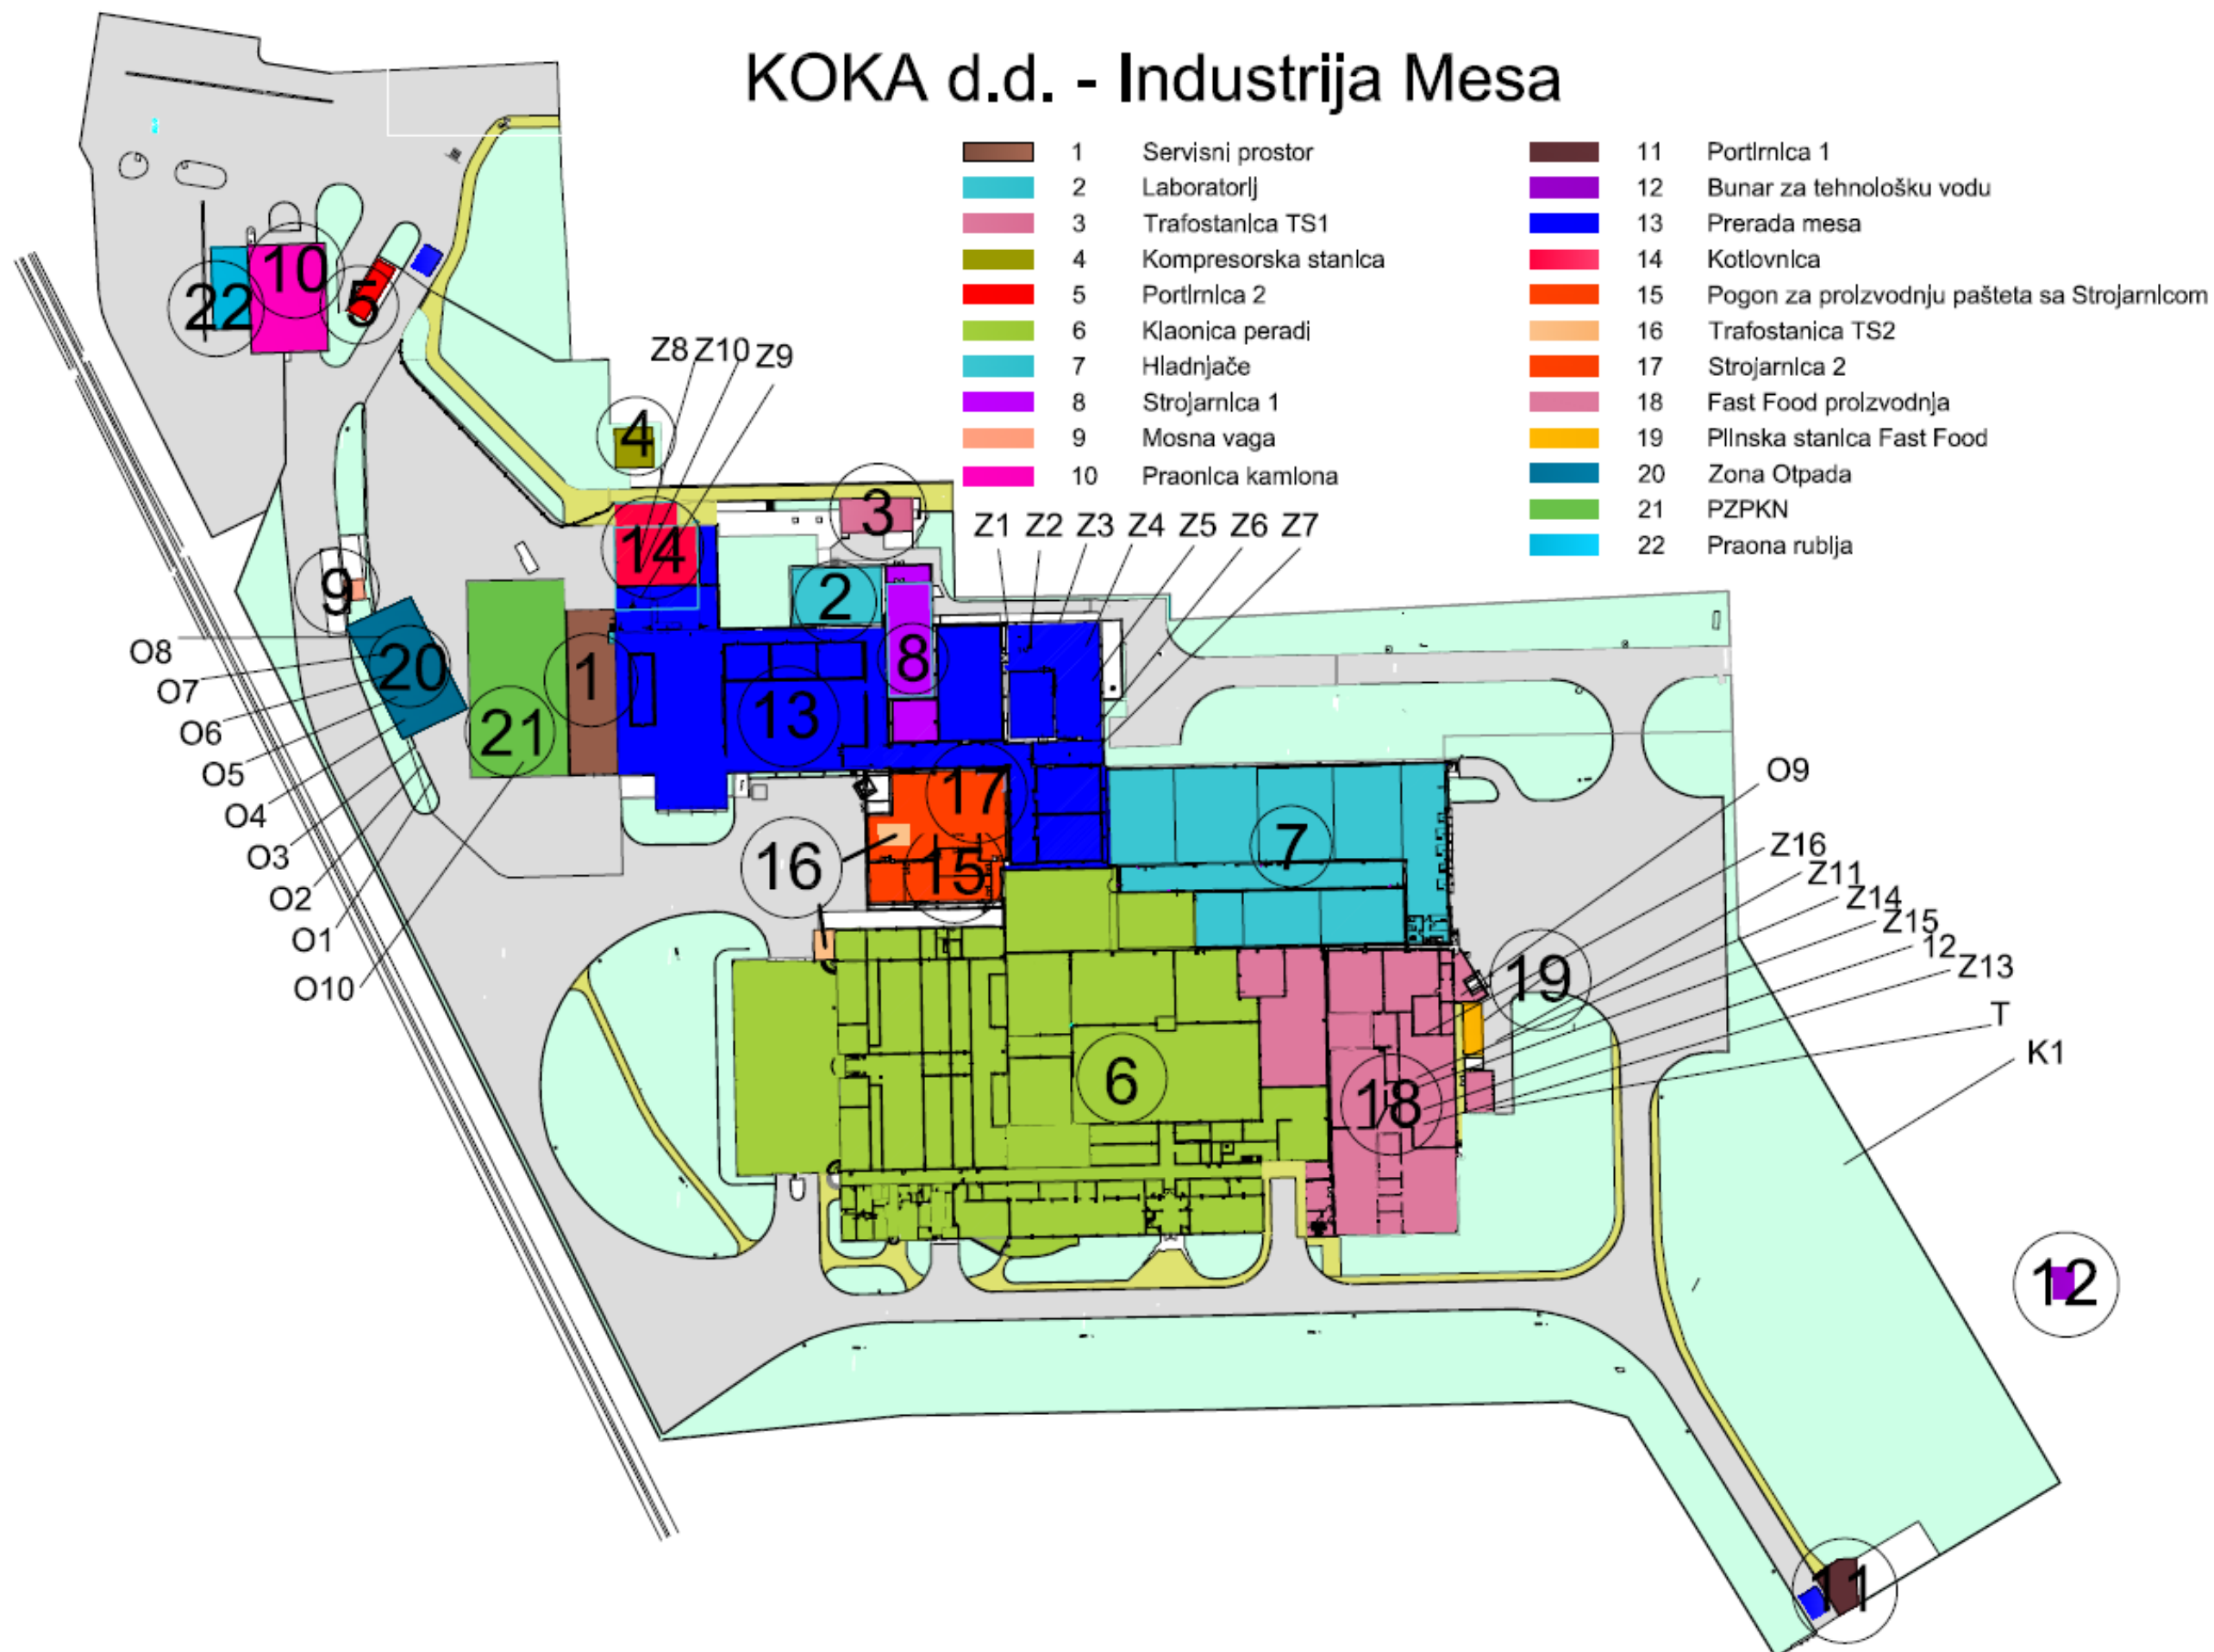 KOKA d.d. - Industrija Mesa
1 Servisni prostor
2 Laboratorij
3 Trafostanica TS1
4 Kompresorska stanica
5 Portirnica 2
6 Klaonica peradi
7 Hladnjače
8 Strojarnica 1
9 Mosna vaga
10 Praonica kamiona
11 Portirnica 1
12 Bunar za tehnološku vodu
13 Prerada mesa
14 Kotlovnica
15 Pogon za proizvodnju pašteta sa Strojarnicom
16 Trafostanica TS2
17 Strojarnica 2
18 Fast Food proizvodnja
19 Plinska stanica Fast Food
20 Zona Otpada
21 PZPKN
22 Praona rublja
10
22
5
Z8 Z10 Z9
4
3
Z1 Z2 Z3 Z4 Z5 Z6 Z7
14
9
2
O8
20
1
8
O7
13
21
O6
O5
17
O9
O4
16
15
7
Z16
O3
Z11
O2
Z14
O1
Z15
12
O10
19
Z13
T
K1
6
18
12
11